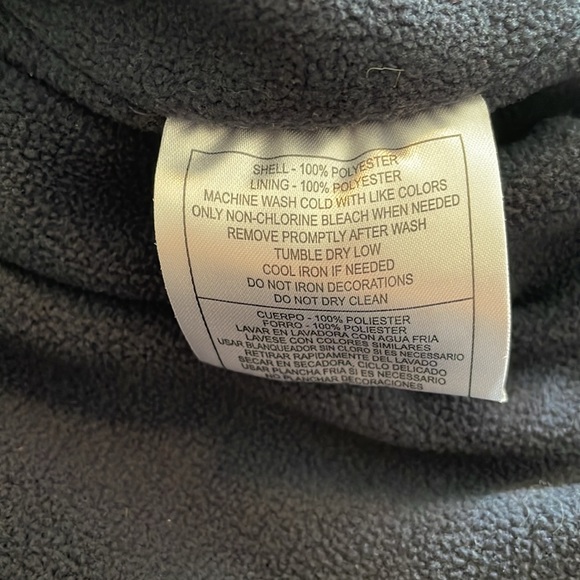 SHELL - 100% POLYESTER
LINING - 100% POLYESTER
MACHINE WASH COLD WITH LIKE COLORS
ONLY NON-CHLORINE BLEACH WHEN NEEDED
REMOVE PROMPTLY AFTER WASH
TUMBLE DRY LOW
COOL IRON IF NEEDED
DO NOT IRON DECORATIONS
DO NOT DRY CLEAN
CUERPO - 100% POLIESTER
FORRO - 100% POLIESTER
LAVAR EN LAVADORA CON AGUA FRIA
LAVESE CON COLORES SIMILARES
USAR BLANQUEADOR SIN CLORO SI ES NECESSARIO
RETIRAR RAPIDAMENTE DEL LAVADO
SECAR EN SECADORA, CICLO DELICADO
USAR PLANCHA FRIA SI ES NECESSARIO
NO PLANCHAR DECORACIONES